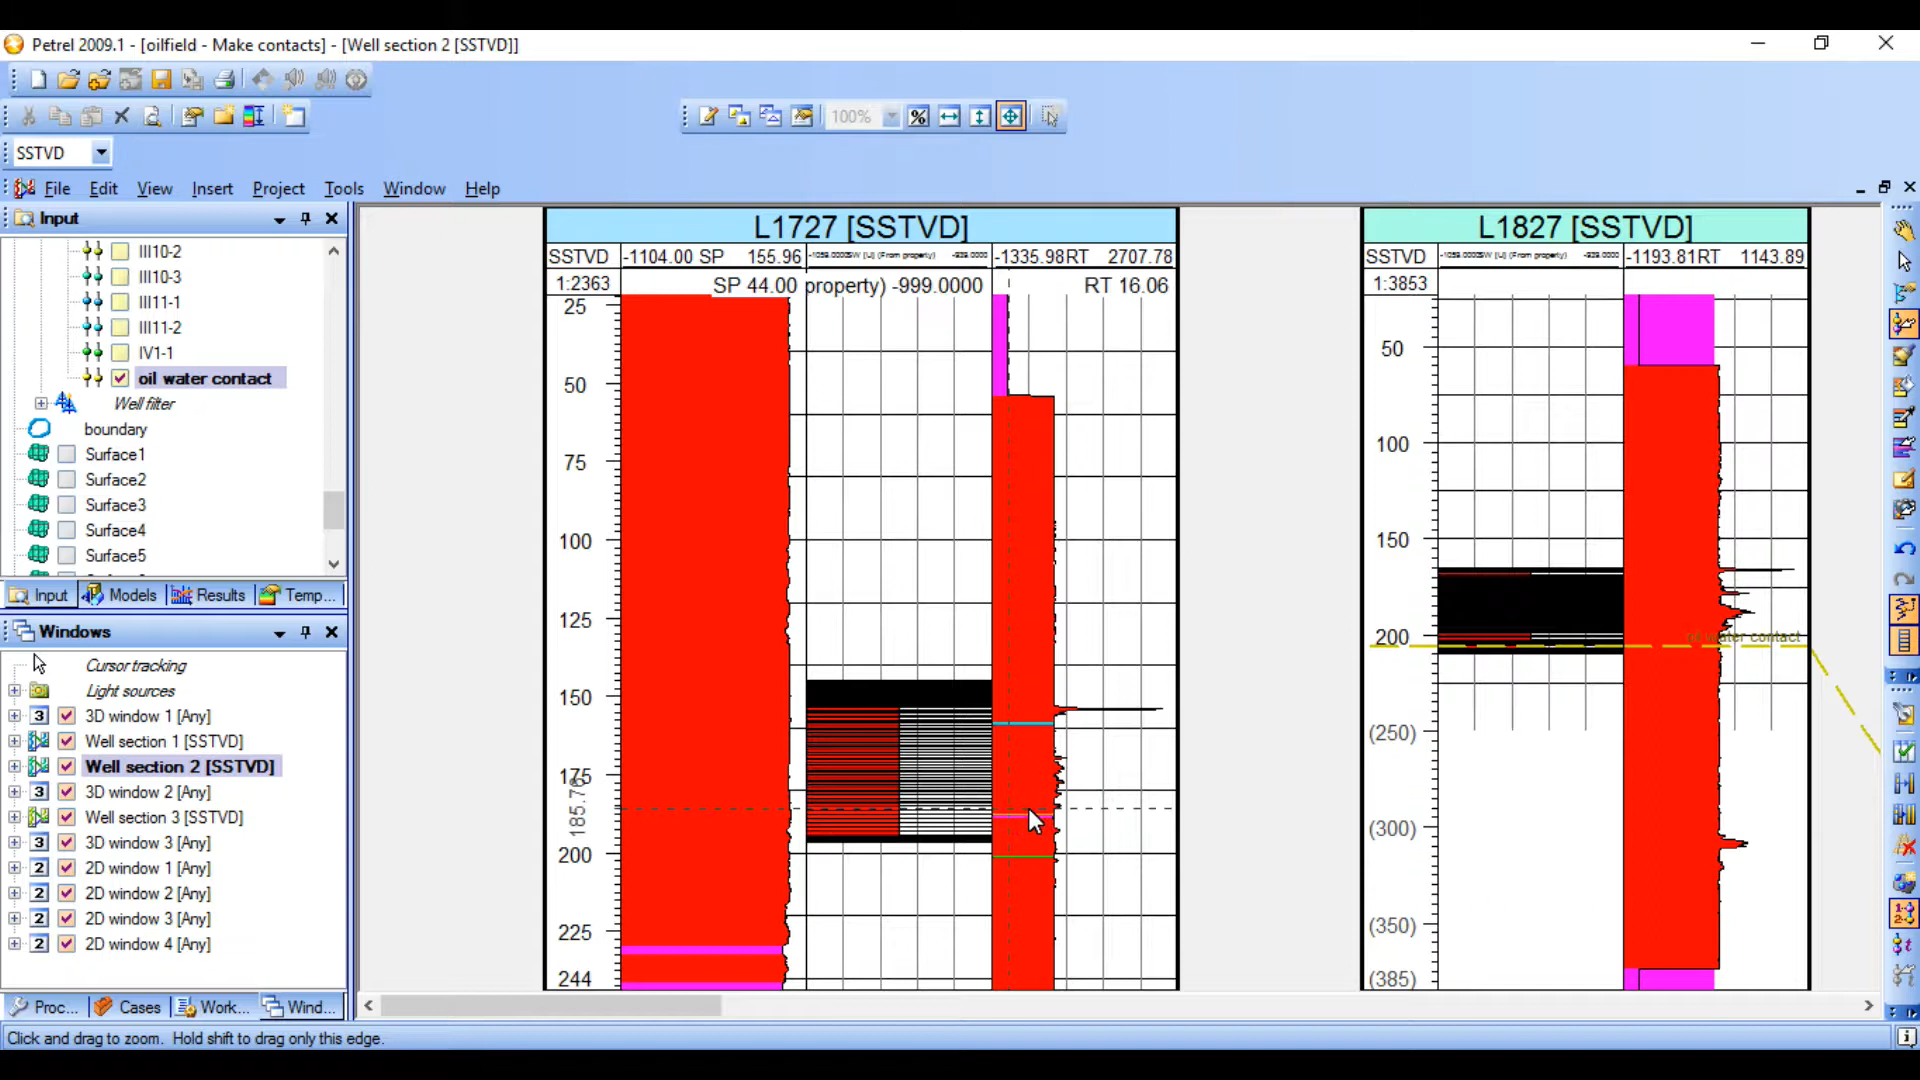 Petrel 2009.1 - [oilfield - Make contacts] - [Well section 2 [SSTVD]]
100%
SSTVD
File Edit View Insert Project Tools Window Help
Input
III10-2
III10-3
III11-1
III11-2
IV1-1
oil water contact
Well filter
boundary
Surface1
Surface2
Surface3
Surface4
Surface5
Input Models Results Temp...
Windows
Cursor tracking
Light sources
3D window 1 [Any]
Well section 1 [SSTVD]
Well section 2 [SSTVD]
3D window 2 [Any]
Well section 3 [SSTVD]
3D window 3 [Any]
2D window 1 [Any]
2D window 2 [Any]
2D window 3 [Any]
2D window 4 [Any]
Proc... Cases Work... Wind...
L1727 [SSTVD]
SSTVD -1104.00 SP 155.96 [U] (From property) -1335.98RT 2707.78
1:2363 SP 44.00 property) -999.0000 RT 16.06
25
50
75
100
125
150
175
185.76
200
225
244
L1827 [SSTVD]
SSTVD [U] (From property) -1193.81RT 1143.89
1:3853
50
100
150
200
oil water contact
(250)
(300)
(350)
(385)
Click and drag to zoom. Hold shift to drag only this edge.